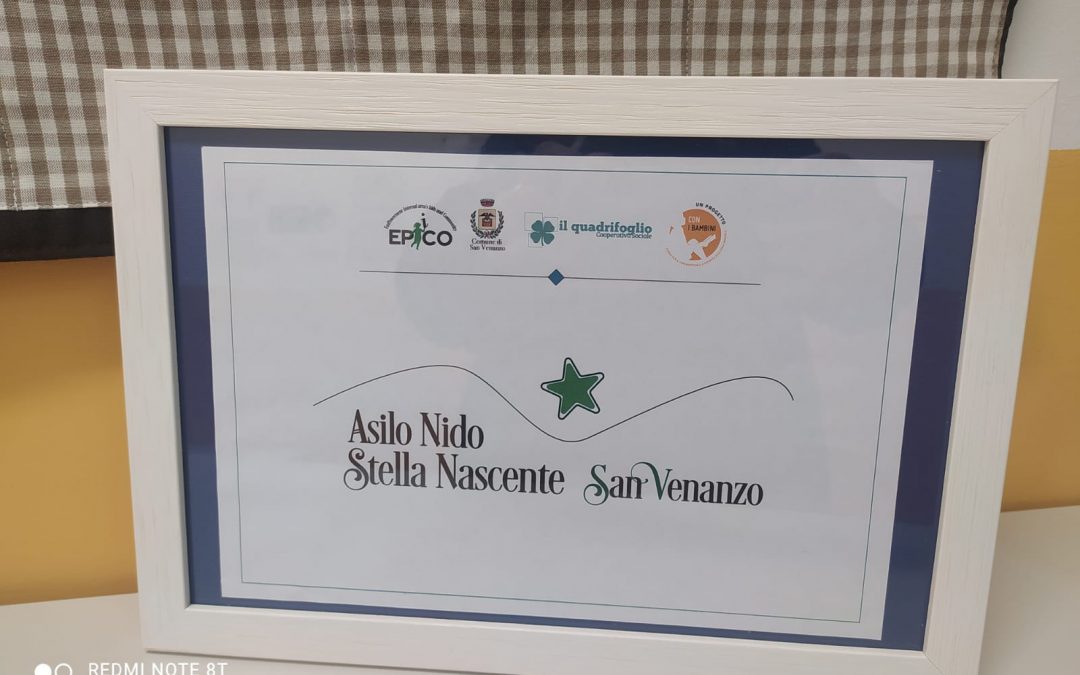 EPiCO
Comune di
San Venanzo
il quadrifoglio
Cooperativa Sociale
UN PROGETTO
CON
I BAMBINI
Asilo Nido
Stella Nascente San Venanzo
REDMI NOTE 8T